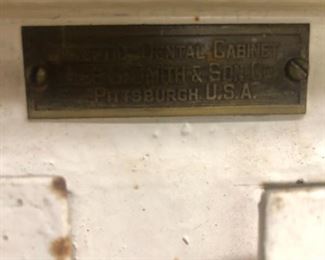 Dental Cabinet
Smith & Son Co
Pittsburgh U.S.A.